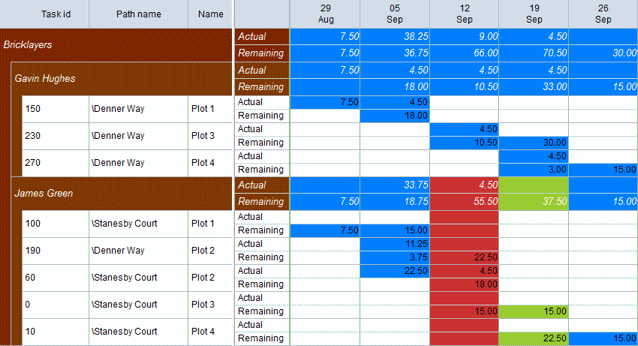 Task id Path name Name 29 Aug 05 Sep 12 Sep 19 Sep 26 Sep
Bricklayers Actual 7.50 38.25 9.00 4.50
Remaining 7.50 36.75 66.00 70.50 30.00
Gavin Hughes Actual 7.50 4.50 4.50 4.50
Remaining 18.00 10.50 33.00 15.00
150 \Denner Way Plot 1 Actual 7.50 4.50
Remaining 18.00
230 \Denner Way Plot 3 Actual 4.50
Remaining 10.50 30.00
270 \Denner Way Plot 4 Actual 4.50
Remaining 3.00 15.00
James Green Actual 33.75 4.50
Remaining 7.50 18.75 55.50 37.50 15.00
100 \Stanesby Court Plot 1 Actual
Remaining 7.50 15.00
190 \Denner Way Plot 2 Actual 11.25
Remaining 3.75 22.50
60 \Stanesby Court Plot 2 Actual 22.50 4.50
Remaining 18.00
0 \Stanesby Court Plot 3 Actual
Remaining 15.00 15.00
10 \Stanesby Court Plot 4 Actual
Remaining 22.50 15.00